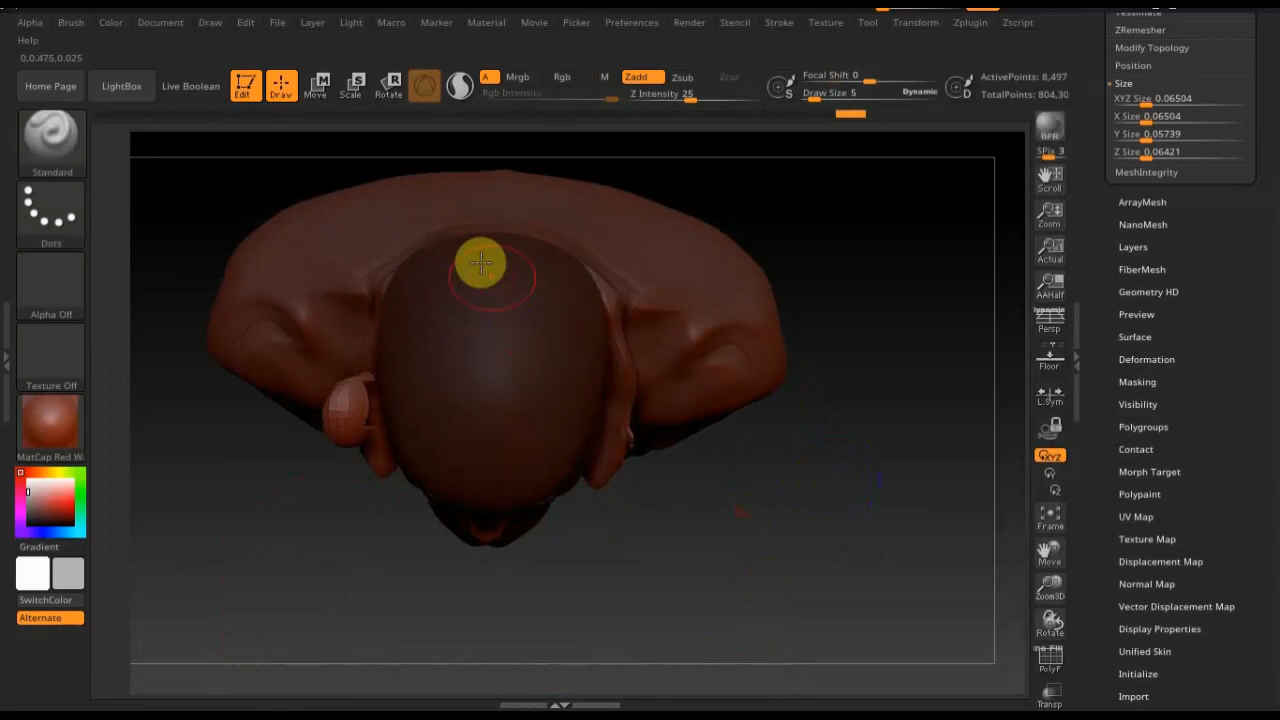 Alpha Brush Color Document Draw Edit File Layer Light Macro Marker Material Movie Picker Preferences Render Stencil Stroke Texture Tool Transform Zplugin Zscript
Help
0,0.475,0.025
Home Page
LightBox
Live Boolean
Edit
Draw
Move
Scale
Rotate
A
Mrgb
Rgb
M
Rgb Intensity
Zadd
Zsub
Zcut
Z Intensity 25
Focal Shift 0
Draw Size 5
Dynamic
ActivePoints: 8,497
TotalPoints: 804,30
Standard
Dots
Alpha Off
Texture Off
MatCap Red W
Gradient
SwitchColor
Alternate
BPR
SPix 3
Scroll
Zoom
Actual
AAHalf
Persp
Floor
L.Sym
XYZ
Y
Z
Frame
Move
Zoom3D
Rotate
PolyF
Transp
ZRemesher
Modify Topology
Position
Size
XYZ Size 0.06504
X Size 0.06504
Y Size 0.05739
Z Size 0.06421
MeshIntegrity
ArrayMesh
NanoMesh
Layers
FiberMesh
Geometry HD
Preview
Surface
Deformation
Masking
Visibility
Polygroups
Contact
Morph Target
Polypaint
UV Map
Texture Map
Displacement Map
Normal Map
Vector Displacement Map
Display Properties
Unified Skin
Initialize
Import